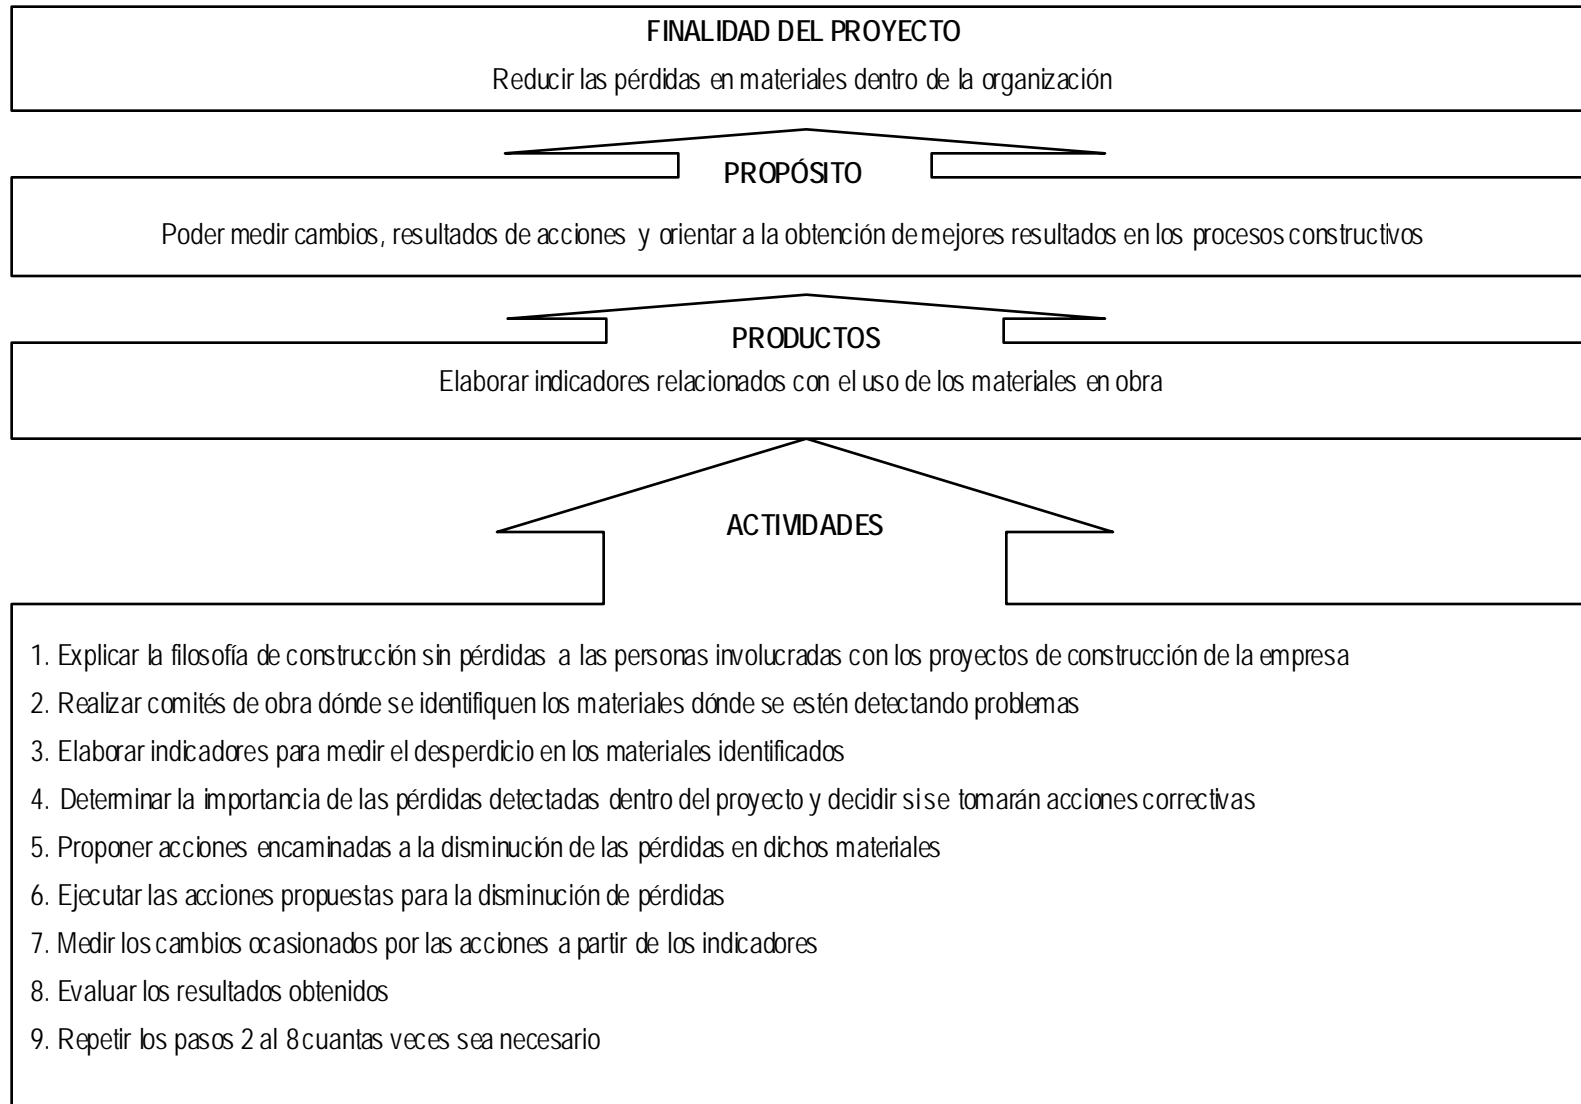 FINALIDAD DEL PROYECTO
Reducir las pérdidas en materiales dentro de la organización
PROPÓSITO
Poder medir cambios, resultados de acciones y orientar a la obtención de mejores resultados en los procesos constructivos
PRODUCTOS
Elaborar indicadores relacionados con el uso de los materiales en obra
ACTIVIDADES
1. Explicar la filosofía de construcción sin pérdidas a las personas involucradas con los proyectos de construcción de la empresa
2. Realizar comités de obra dónde se identifiquen los materiales dónde se estén detectando problemas
3. Elaborar indicadores para medir el desperdicio en los materiales identificados
4. Determinar la importancia de las pérdidas detectadas dentro del proyecto y decidir si se tomarán acciones correctivas
5. Proponer acciones encaminadas a la disminución de las pérdidas en dichos materiales
6. Ejecutar las acciones propuestas para la disminución de pérdidas
7. Medir los cambios ocasionados por las acciones a partir de los indicadores
8. Evaluar los resultados obtenidos
9. Repetir los pasos 2 al 8 cuantas veces sea necesario